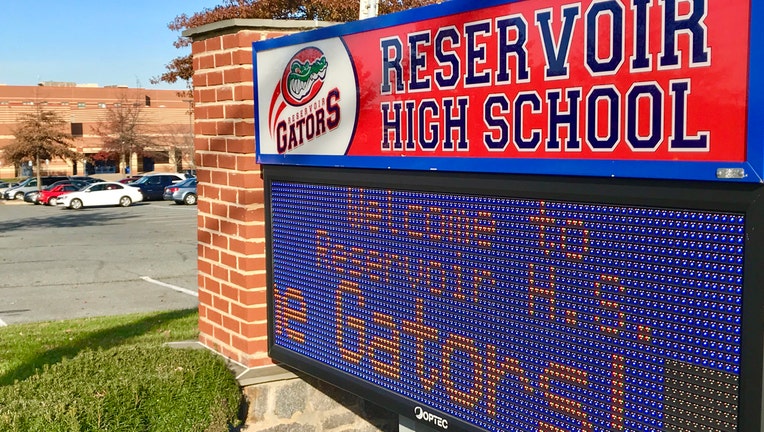 RESERVOIR
HIGH SCHOOL
RESERVOIR
GATORS
Welcome to
Reservoir H.S.
e Gators!
OPTEC